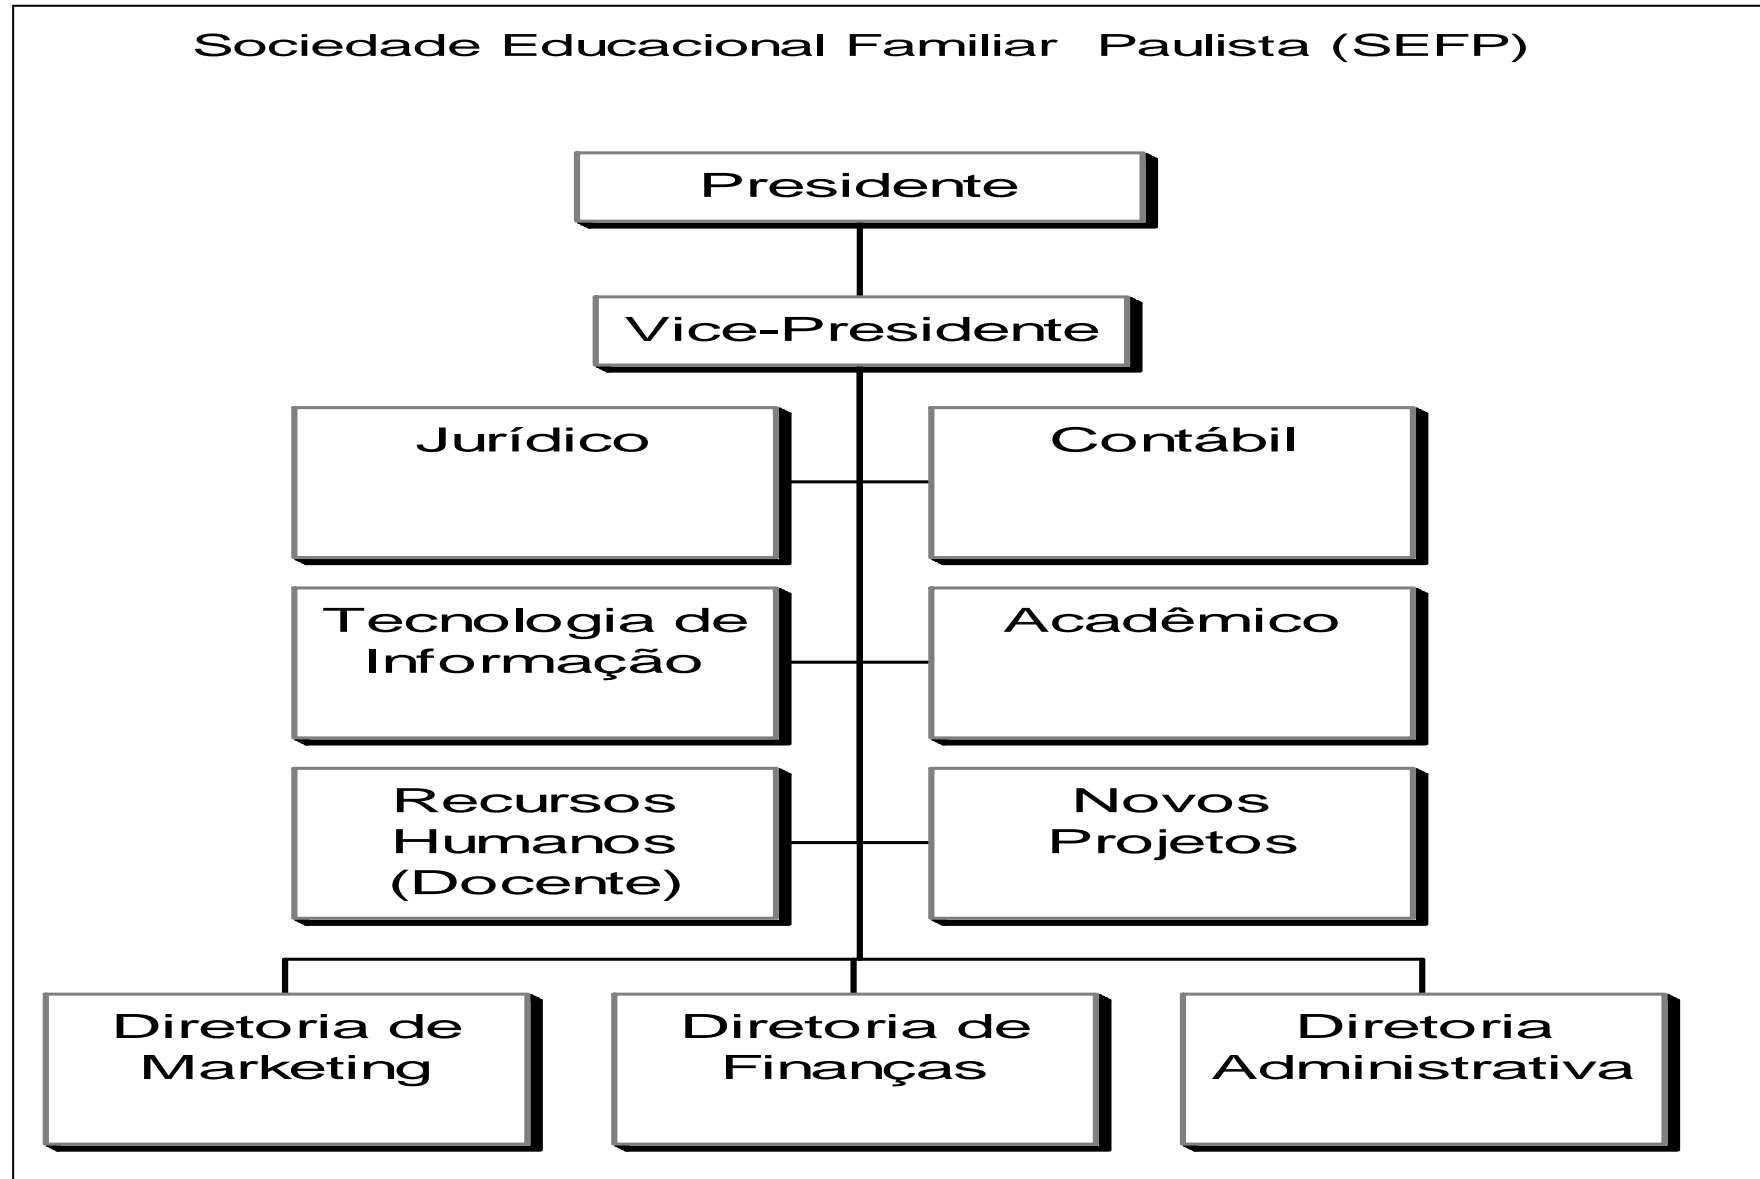 Sociedade Educacional Familiar Paulista (SEFP)
Presidente
Vice-Presidente
Jurídico
Contábil
Tecnologia de
Informação
Acadêmico
Recursos
Humanos
(Docente)
Novos
Projetos
Diretoria de
Marketing
Diretoria de
Finanças
Diretoria
Administrativa